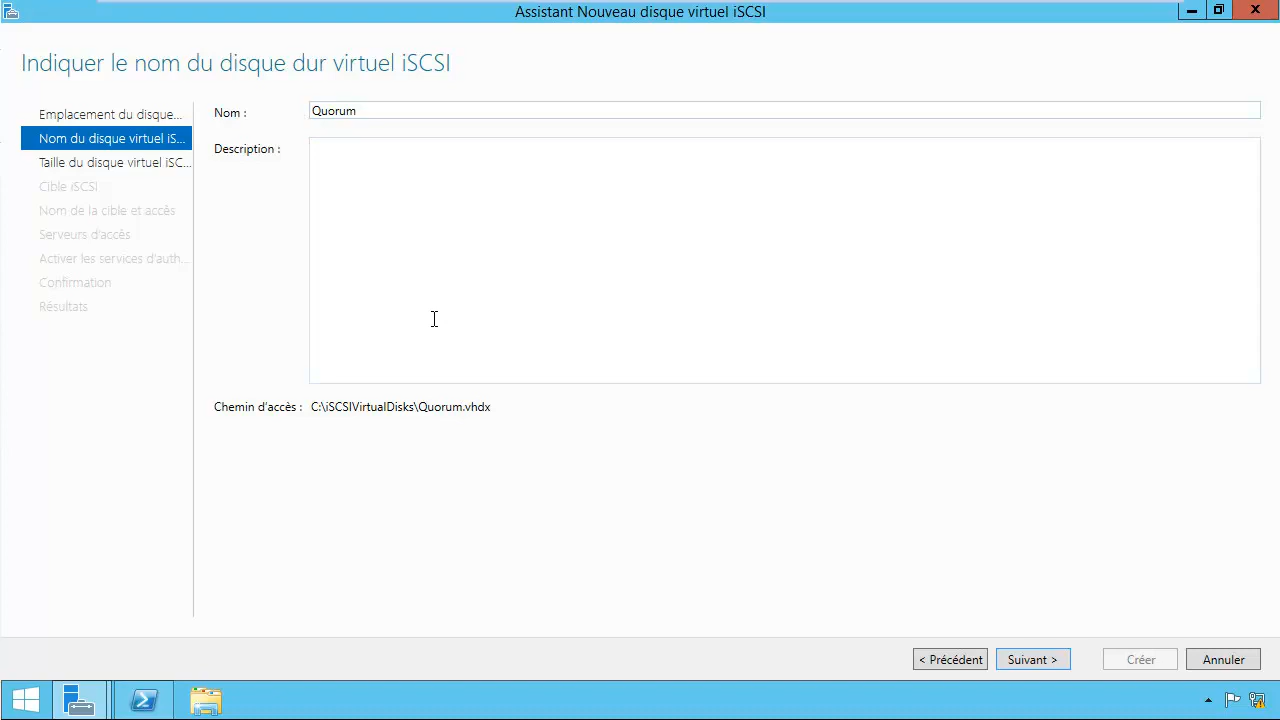 Assistant Nouveau disque virtuel iSCSI
Indiquer le nom du disque dur virtuel iSCSI
Emplacement du disque...
Nom du disque virtuel iS...
Taille du disque virtuel iSC...
Cible iSCSI
Nom de la cible et accès
Serveurs d'accès
Activer les services d'auth...
Confirmation
Résultats
Nom :
Quorum
Description :
Chemin d'accès : C:\iSCSIVirtualDisks\Quorum.vhdx
< Précédent
Suivant >
Créer
Annuler